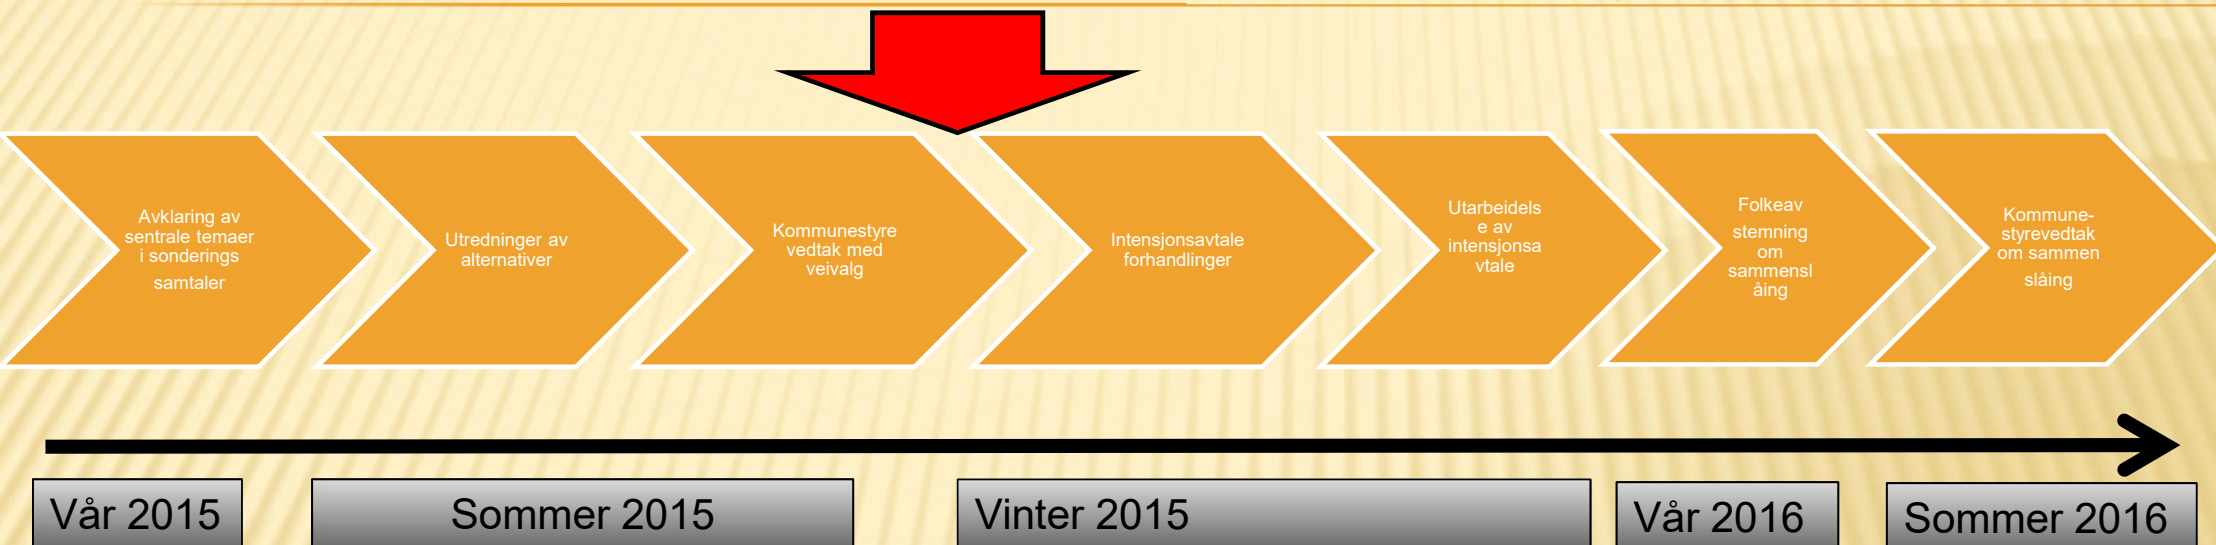 Avklaring av
sentrale temaer
i sonderings
samtaler
Utredninger av
alternativer
Kommunestyre
vedtak med
veivalg
Intensjonsavtale
forhandlinger
Utarbeidels
e av
intensjonsa
vtale
Folkeav
stemning
om
sammensl
åing
Kommune-
styrevedtak
om sammen
slåing
Vår 2015
Sommer 2015
Vinter 2015
Vår 2016
Sommer 2016